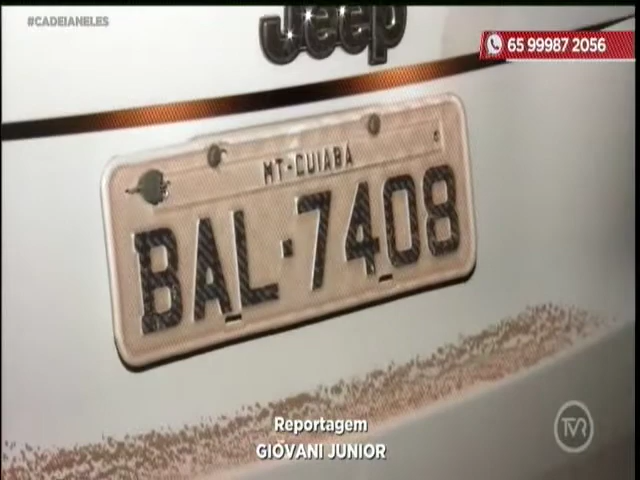 #CADEIANELES
Jeep
65 99987 2056
MT-CUIABA
BAL·7408
Reportagem
GIOVANI JUNIOR
TVR